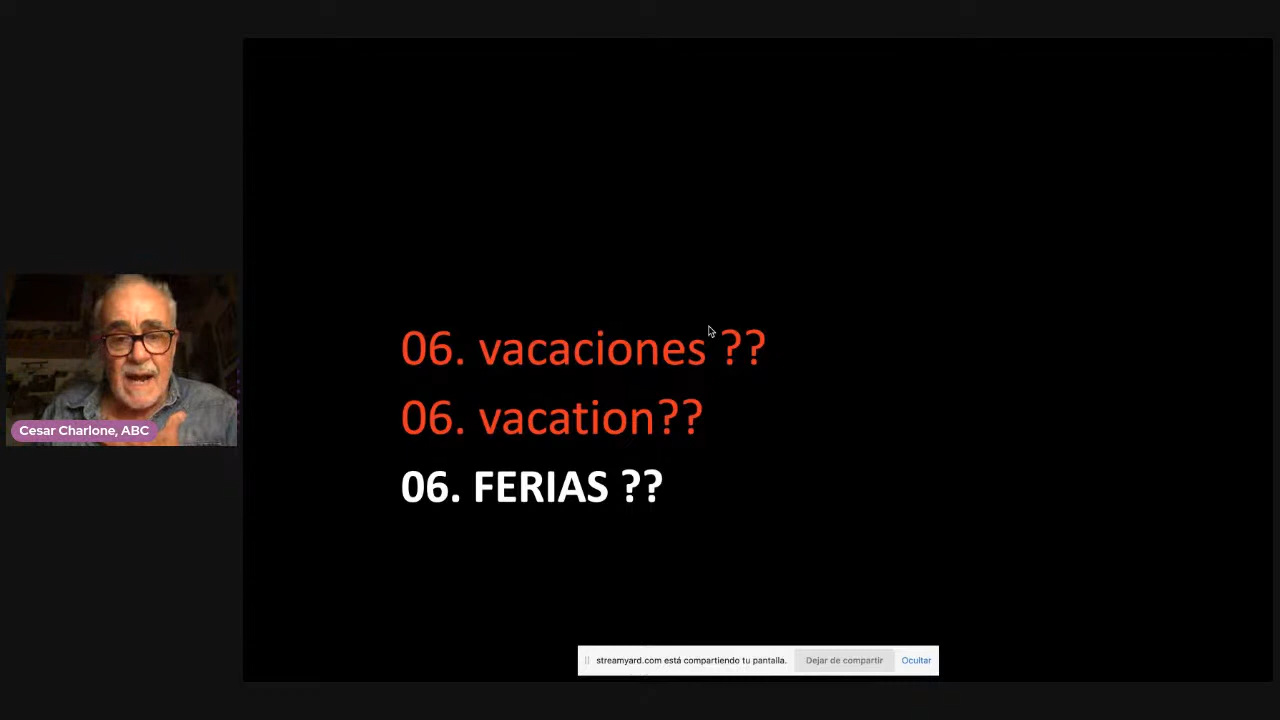 06. vacaciones ??
06. vacation??
06. FERIAS ??
Cesar Charlone, ABC
streamyard.com está compartiendo tu pantalla. Dejar de compartir Ocultar